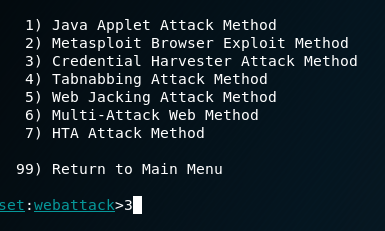 1) Java Applet Attack Method
2) Metasploit Browser Exploit Method
3) Credential Harvester Attack Method
4) Tabnabbing Attack Method
5) Web Jacking Attack Method
6) Multi-Attack Web Method
7) HTA Attack Method
99) Return to Main Menu
set:webattack>3